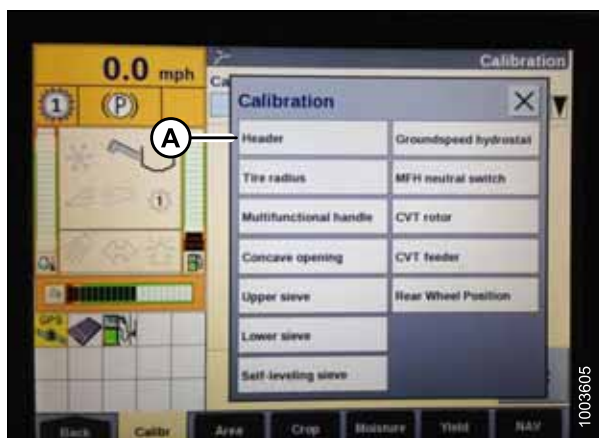 0.0 mph
Calibration
Ca
1
(P)
Calibration
A
Header
Groundspeed hydrostat
Tire radius
MFH neutral switch
1
Multifunctional handle
CVT rotor
Concave opening
CVT feeder
Upper sieve
Rear Wheel Position
GPS
Lower sieve
Self-leveling sieve
Back
Calibr
Area
Crop
Moisture
Yield
NAV
1003605